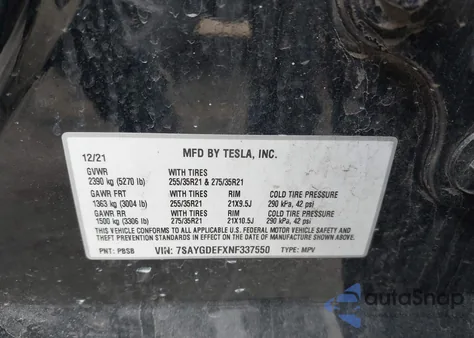 MFD BY TESLA, INC.
12/21
GVWR WITH TIRES
2390 kg (5270 lb) 255/35R21 & 275/35R21
GAWR FRT WITH TIRES RIM COLD TIRE PRESSURE
1363 kg (3004 lb) 255/35R21 21X9.5J 290 kPa, 42 psi
GAWR RR WITH TIRES RIM COLD TIRE PRESSURE
1500 kg (3306 lb) 275/35R21 21X10.5J 290 kPa, 42 psi
THIS VEHICLE CONFORMS TO ALL APPLICABLE U.S. FEDERAL MOTOR VEHICLE SAFETY AND
THEFT PREVENTION STANDARDS IN EFFECT ON THE DATE OF MANUFACTURE SHOWN ABOVE.
PNT: PBSB VIN: 7SAYGDEFXNF337550 TYPE: MPV
autoSnap